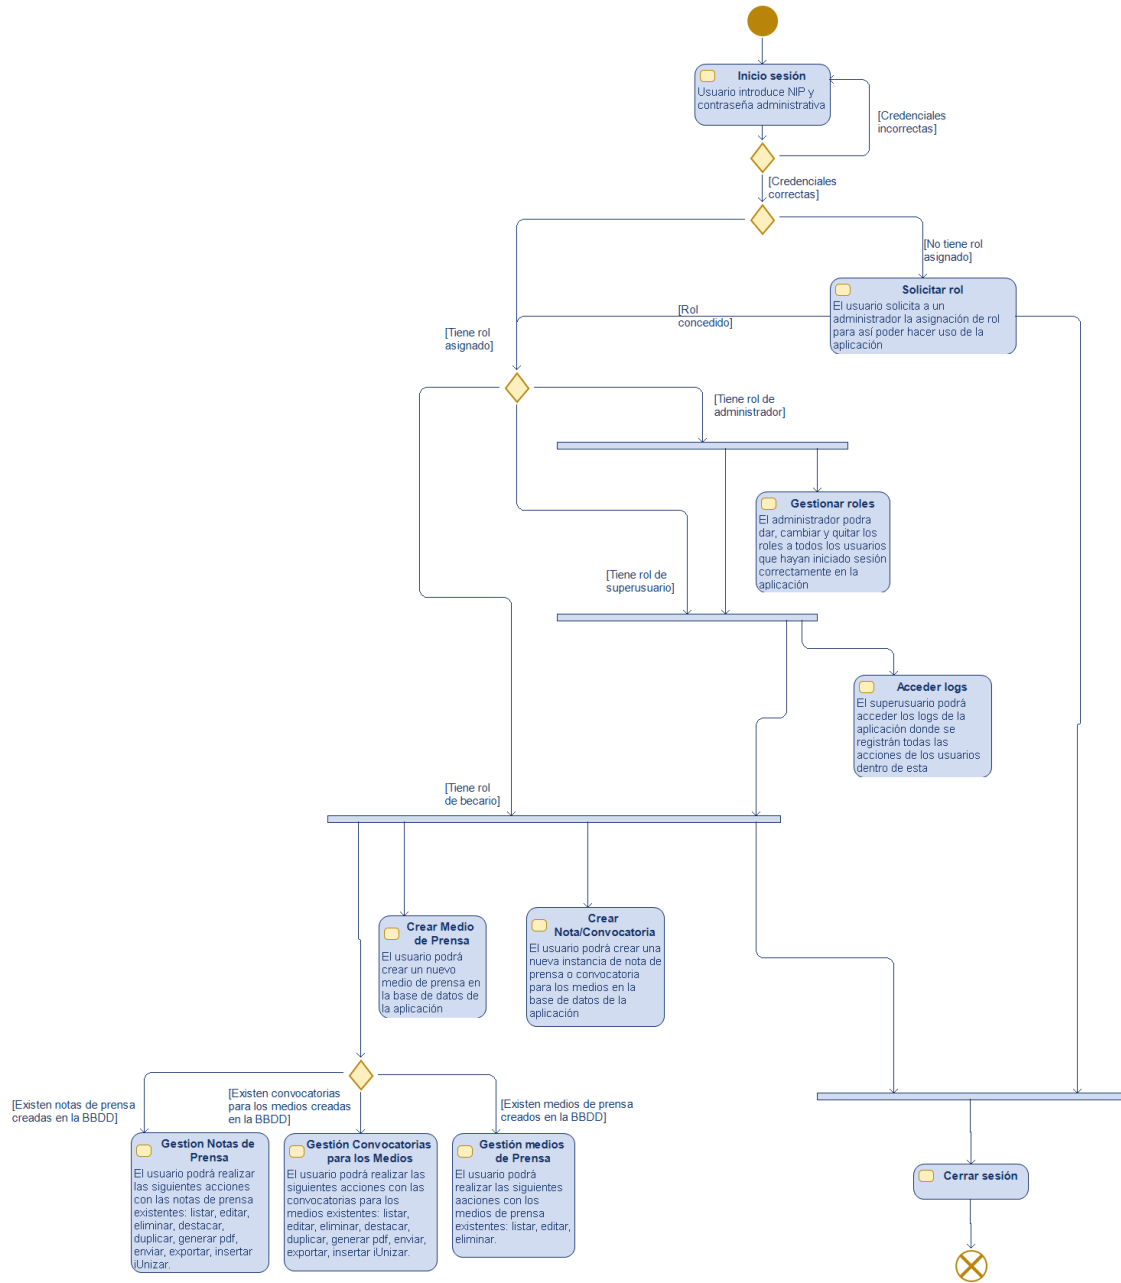 Inicio sesión
Usuario introduce NIP y
contraseña administrativa
[Credenciales
incorrectas]
[Credenciales
correctas]
[No tiene rol
asignado]
Solicitar rol
El usuario solicita a un
administrador la asignación de rol
para así poder hacer uso de la
aplicación
[Rol
concedido]
[Tiene rol
asignado]
[Tiene rol de
administrador]
Gestionar roles
El administrador podra
dar, cambiar y quitar los
roles a todos los usuarios
que hayan iniciado sesión
correctamente en la
aplicación
[Tiene rol de
superusuario]
Acceder logs
El superusuario podrá
acceder los logs de la
aplicación donde se
registrán todas las
acciones de los usuarios
dentro de esta
[Tiene rol
de becario]
Crear Medio
de Prensa
El usuario podrá
crear un nuevo
medio de prensa en
la base de datos de
la aplicación
Crear
Nota/Convocatoria
El usuario podrá crear una
nueva instancia de nota de
prensa o convocatoria
para los medios en la
base de datos de la
aplicación
[Existen notas de prensa
creadas en la BBDD]
[Existen convocatorias
para los medios creadas
en la BBDD]
[Existen medios de prensa
creados en la BBDD]
Gestion Notas de
Prensa
El usuario podrá realizar
las siguientes acciones
con las notas de prensa
existentes: listar, editar,
eliminar, destacar,
duplicar, generar pdf,
enviar, exportar, insertar
iUnizar.
Gestión Convocatorias
para los Medios
El usuario podrá realizar las
siguientes acciones con las
convocatorias para los
medios existentes: listar,
editar, eliminar, destacar,
duplicar, generar pdf, enviar,
exportar, insertar iUnizar.
Gestión medios
de Prensa
El usuario podrá
realizar las siguientes
aaciones con los
medios de prensa
existentes: listar, editar,
eliminar.
Cerrar sesión